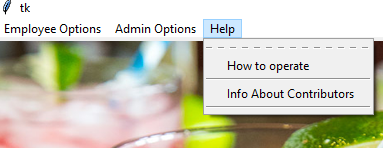 tk
Employee Options Admin Options Help
How to operate
Info About Contributors